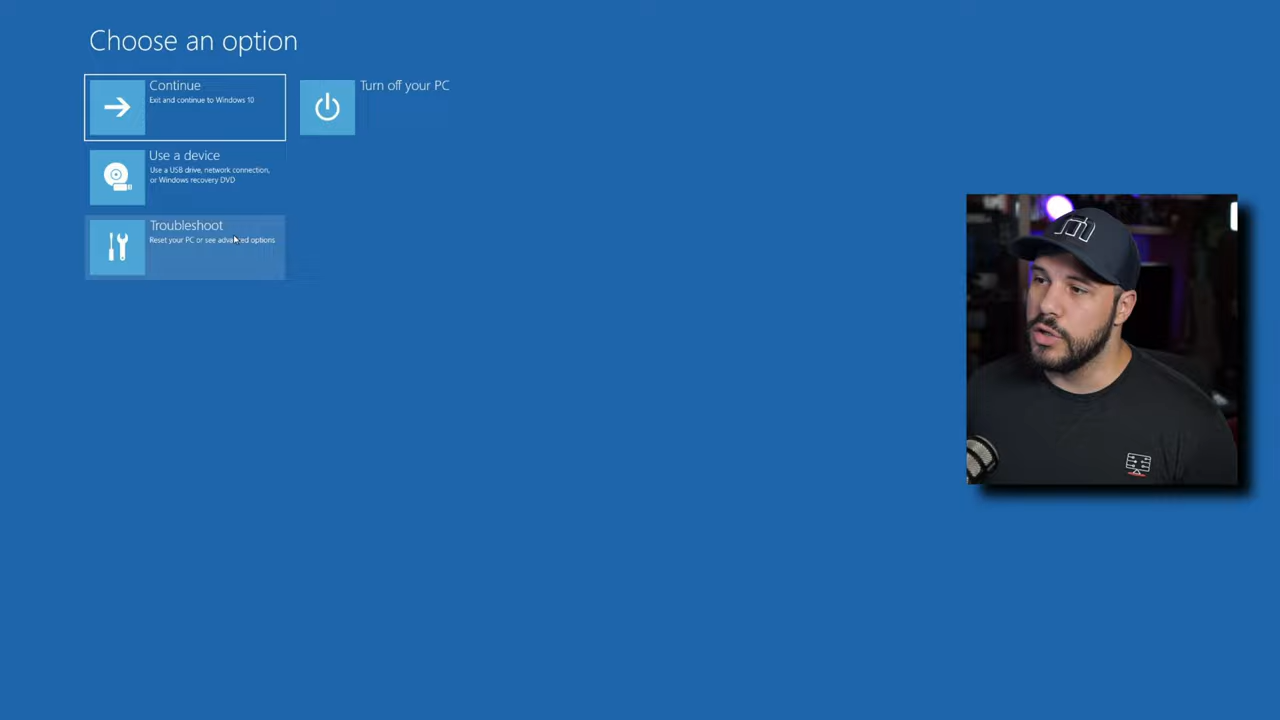 Choose an option
Continue
Exit and continue to Windows 10
Turn off your PC
Use a device
Use a USB drive, network connection,
or Windows recovery DVD
Troubleshoot
Reset your PC or see advanced options